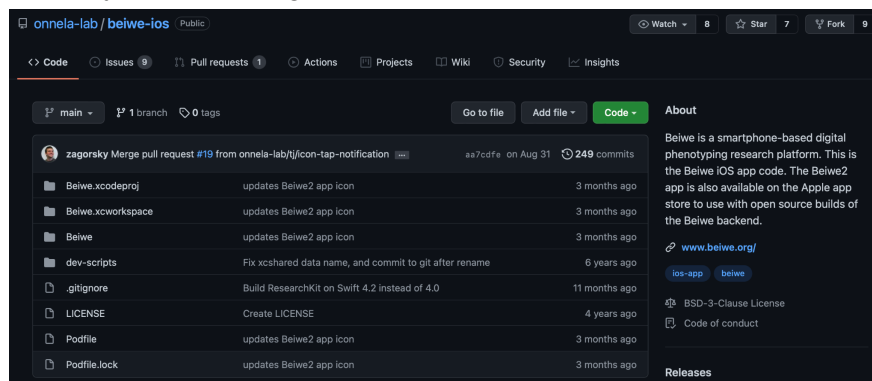 onnela-lab / beiwe-ios Public
Watch 8 Star 7 Fork 9
Code Issues 9 Pull requests 1 Actions Projects Wiki Security Insights
main 1 branch 0 tags Go to file Add file Code
zagorsky Merge pull request #19 from onnela-lab/tj/icon-tap-notification ... aa7cdfe on Aug 31 249 commits
Beiwe.xcodeproj updates Beiwe2 app icon 3 months ago
Beiwe.xcworkspace updates Beiwe2 app icon 3 months ago
Beiwe updates Beiwe2 app icon 3 months ago
dev-scripts Fix xcshared data name, and commit to git after rename 6 years ago
.gitignore Build ResearchKit on Swift 4.2 instead of 4.0 11 months ago
LICENSE Create LICENSE 4 years ago
Podfile updates Beiwe2 app icon 3 months ago
Podfile.lock updates Beiwe2 app icon 3 months ago
About
Beiwe is a smartphone-based digital
phenotyping research platform. This is
the Beiwe iOS app code. The Beiwe2
app is also available on the Apple app
store to use with open source builds of
the Beiwe backend.
www.beiwe.org/
ios-app beiwe
BSD-3-Clause License
Code of conduct
Releases